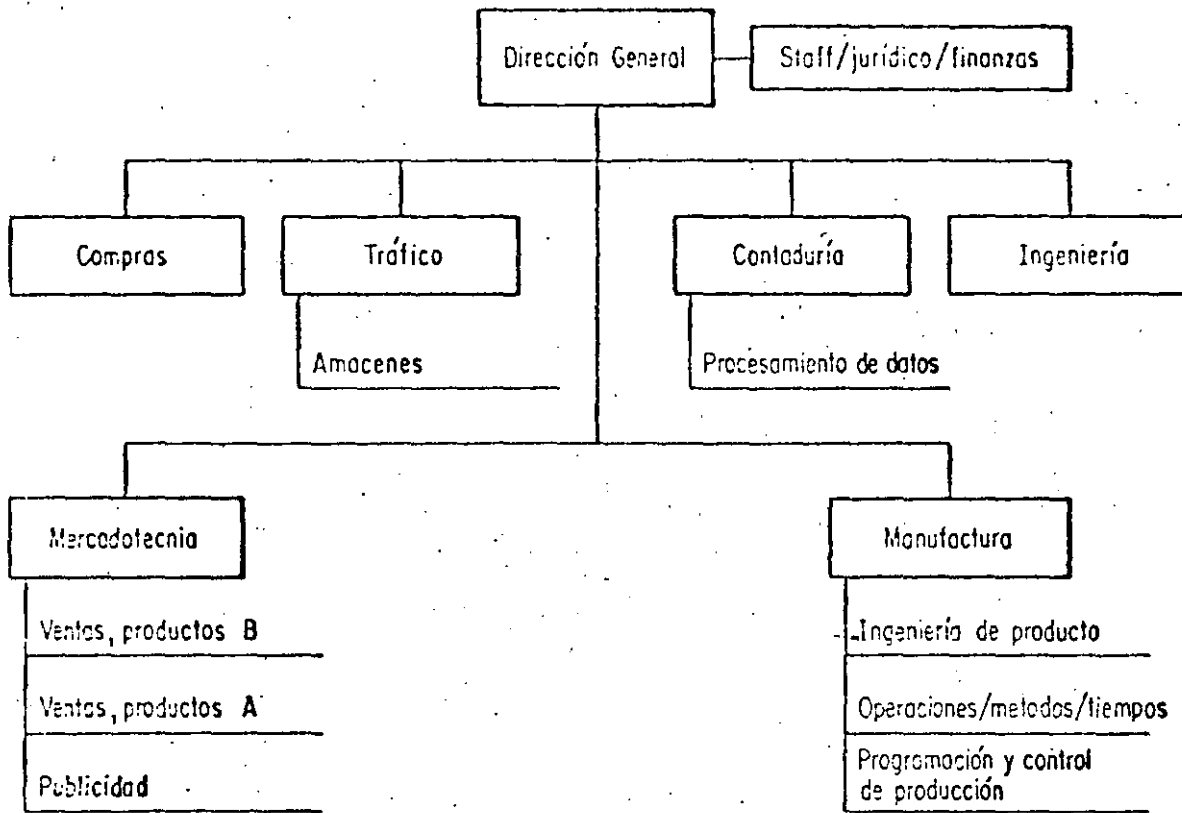 Dirección General
Staff/jurídico/finanzas
Compras
Tráfico
Contaduría
Ingeniería
Amacenes
Procesamiento de datos
Mercadotecnia
Manufactura
Ventas, productos B
Ingeniería de producto
Ventas, productos A
Operaciones/metodos/tiempos
Publicidad
Programación y control
de producción